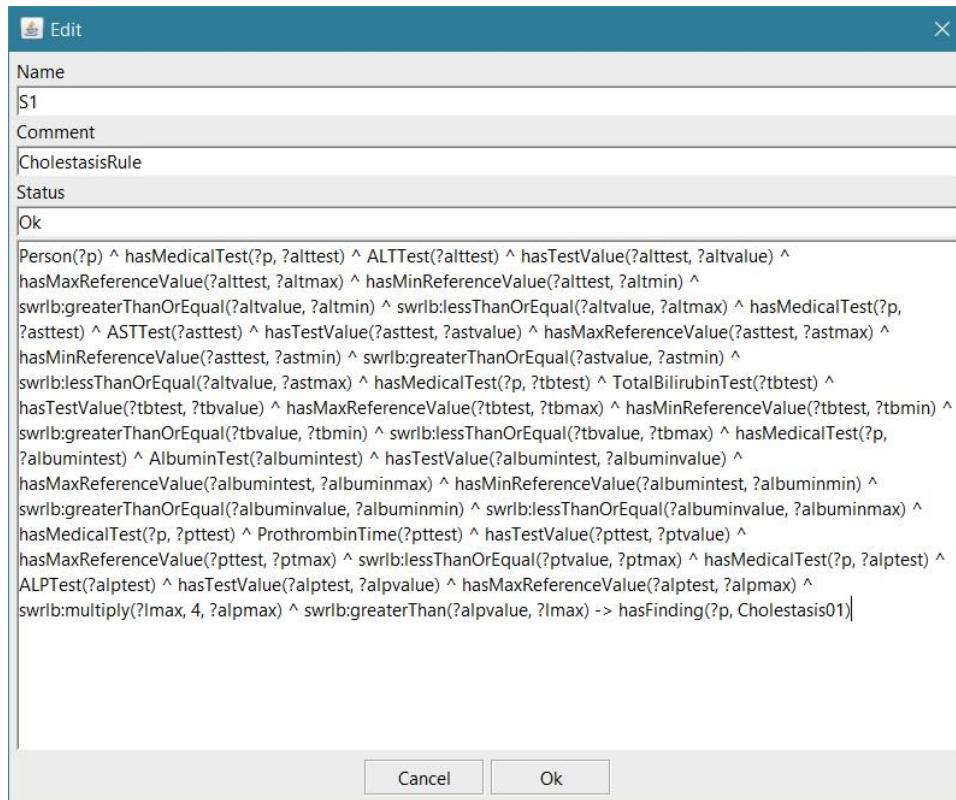 Edit
Name
S1
Comment
CholestasisRule
Status
Ok
Person(?p) ^ hasMedicalTest(?p, ?alttest) ^ ALTTest(?alttest) ^ hasTestValue(?alttest, ?altvalue) ^
hasMaxReferenceValue(?alttest, ?altmax) ^ hasMinReferenceValue(?alttest, ?altmin) ^
swrlb:greaterThanOrEqual(?altvalue, ?altmin) ^ swrlb:lessThanOrEqual(?altvalue, ?altmax) ^ hasMedicalTest(?p,
?asttest) ^ ASTTest(?asttest) ^ hasTestValue(?asttest, ?astvalue) ^ hasMaxReferenceValue(?asttest, ?astmax) ^
hasMinReferenceValue(?asttest, ?astmin) ^ swrlb:greaterThanOrEqual(?astvalue, ?astmin) ^
swrlb:lessThanOrEqual(?altvalue, ?astmax) ^ hasMedicalTest(?p, ?tbtest) ^ TotalBilirubinTest(?tbtest) ^
hasTestValue(?tbtest, ?tbvalue) ^ hasMaxReferenceValue(?tbtest, ?tbmax) ^ hasMinReferenceValue(?tbtest, ?tbmin) ^
swrlb:greaterThanOrEqual(?tbvalue, ?tbmin) ^ swrlb:lessThanOrEqual(?tbvalue, ?tbmax) ^ hasMedicalTest(?p,
?albumintest) ^ AlbuminTest(?albumintest) ^ hasTestValue(?albumintest, ?albuminvalue) ^
hasMaxReferenceValue(?albumintest, ?albuminmax) ^ hasMinReferenceValue(?albumintest, ?albuminmin) ^
swrlb:greaterThanOrEqual(?albuminvalue, ?albuminmin) ^ swrlb:lessThanOrEqual(?albuminvalue, ?albuminmax) ^
hasMedicalTest(?p, ?pttest) ^ ProthrombinTime(?pttest) ^ hasTestValue(?pttest, ?ptvalue) ^
hasMaxReferenceValue(?pttest, ?ptmax) ^ swrlb:lessThanOrEqual(?ptvalue, ?ptmax) ^ hasMedicalTest(?p, ?alptest) ^
ALPTest(?alptest) ^ hasTestValue(?alptest, ?alpvalue) ^ hasMaxReferenceValue(?alptest, ?alpmax) ^
swrlb:multiply(?lmax, 4, ?alpmax) ^ swrlb:greaterThan(?alpvalue, ?lmax) -> hasFinding(?p, Cholestasis01)
Cancel Ok